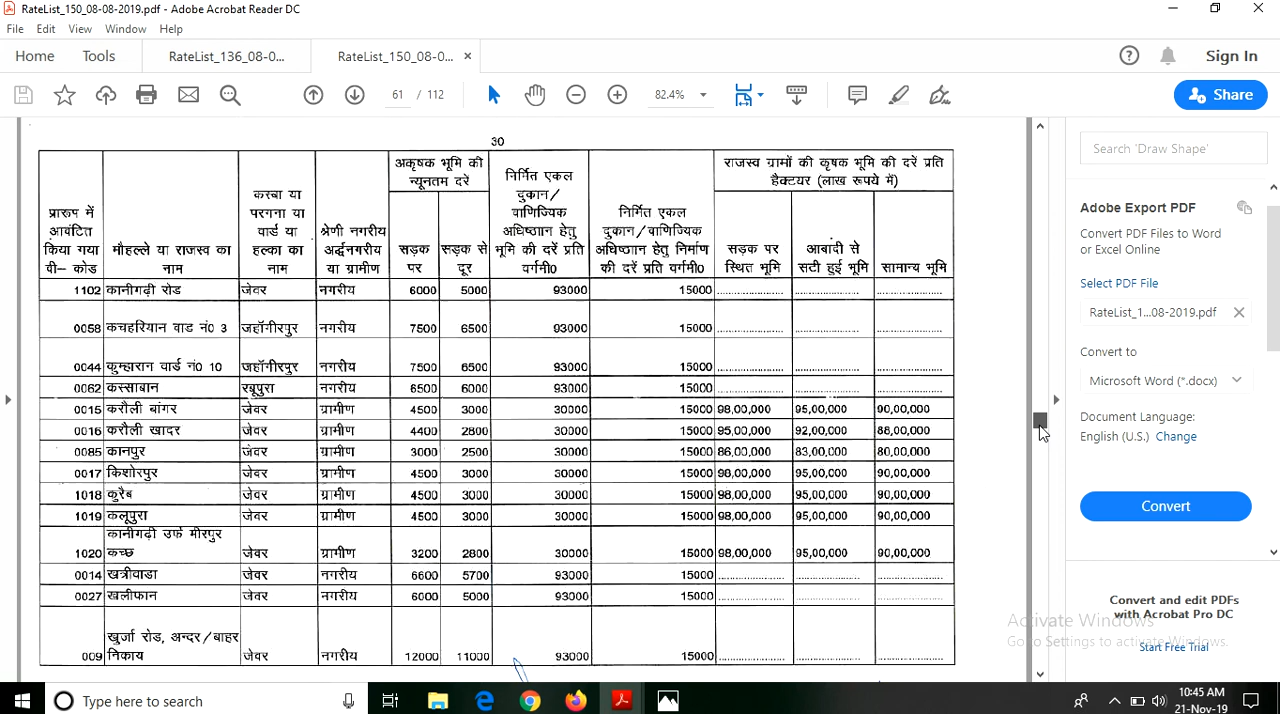 RateList_150_08-08-2019.pdf - Adobe Acrobat Reader DC
File Edit View Window Help
Home Tools RateList_136_08-0... RateList_150_08-0... × Sign In
61 / 112 82.4% Share
30
प्रारूप में आवंटित किया गया वी– कोड
मौहल्ले या राजस्व का नाम
कस्बा या परगना या वार्ड या हल्का का नाम
श्रेणी नगरीय अर्द्धनगरीय या ग्रामीण
अकृषक भूमि की न्यूनतम दरें
सड़क पर
सड़क से दूर
निर्मित एकल दुकान/ वाणिज्यिक अधिष्ठाान हेतु भूमि की दरें प्रति वर्गमी0
निर्मित एकल दुकान/वाणिज्यिक अधिष्ठाान हेतु निर्माण की दरें प्रति वर्गमी0
राजस्व ग्रामों की कृषक भूमि की दरें प्रति हैक्टयर (लाख रूपये में)
सड़क पर स्थित भूमि
आबादी से सटी हुई भूमि
सामान्य भूमि
1102 कानीगढ़ी रोड जेवर नगरीय 6000 5000 93000 15000
0058 कचहरियान वाड नं0 3 जहॉगीरपुर नगरीय 7500 6500 93000 15000
0044 कुम्हारान वार्ड नं0 10 जहॉगीरपुर नगरीय 7500 6500 93000 15000
0062 कस्साबान रबूपुरा नगरीय 6500 6000 93000 15000
0015 करौली बांगर जेवर ग्रामीण 4500 3000 30000 15000 98,00,000 95,00,000 90,00,000
0016 करौली खादर जेवर ग्रामीण 4400 2800 30000 15000 95,00,000 92,00,000 88,00,000
0085 कानपुर जेवर ग्रामीण 3000 2500 30000 15000 86,00,000 83,00,000 80,00,000
0017 किशोरपुर जेवर ग्रामीण 4500 3000 30000 15000 98,00,000 95,00,000 90,00,000
1018 कुरैब जेवर ग्रामीण 4500 3000 30000 15000 98,00,000 95,00,000 90,00,000
1019 कलूपुरा जेवर ग्रामीण 4500 3000 30000 15000 98,00,000 95,00,000 90,00,000
1020 कानीगढी उर्फ मीरपुर कच्छ जेवर ग्रामीण 3200 2800 30000 15000 98,00,000 95,00,000 90,00,000
0014 खत्रीवाडा जेवर नगरीय 6600 5700 93000 15000
0027 खलीफान जेवर नगरीय 6000 5000 93000 15000
009 खुर्जा रोड, अन्दर/बाहर निकाय जेवर नगरीय 12000 11000 93000 15000
Search 'Draw Shape'
Adobe Export PDF
Convert PDF Files to Word
or Excel Online
Select PDF File
RateList_1...08-2019.pdf
Convert to
Microsoft Word (*.docx)
Document Language:
English (U.S.) Change
Convert
Convert and edit PDFs
with Acrobat Pro DC
Start Free Trial
Activate Windows
Go to Settings to activate Windows.
Type here to search
10:45 AM
21-Nov-19